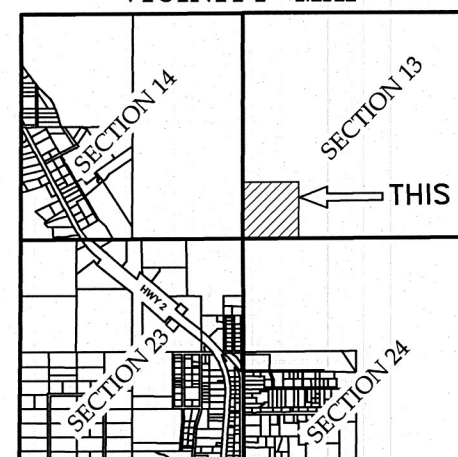 SECTION 14
SECTION 13
THIS
HWY 2
SECTION 23
SECTION 24